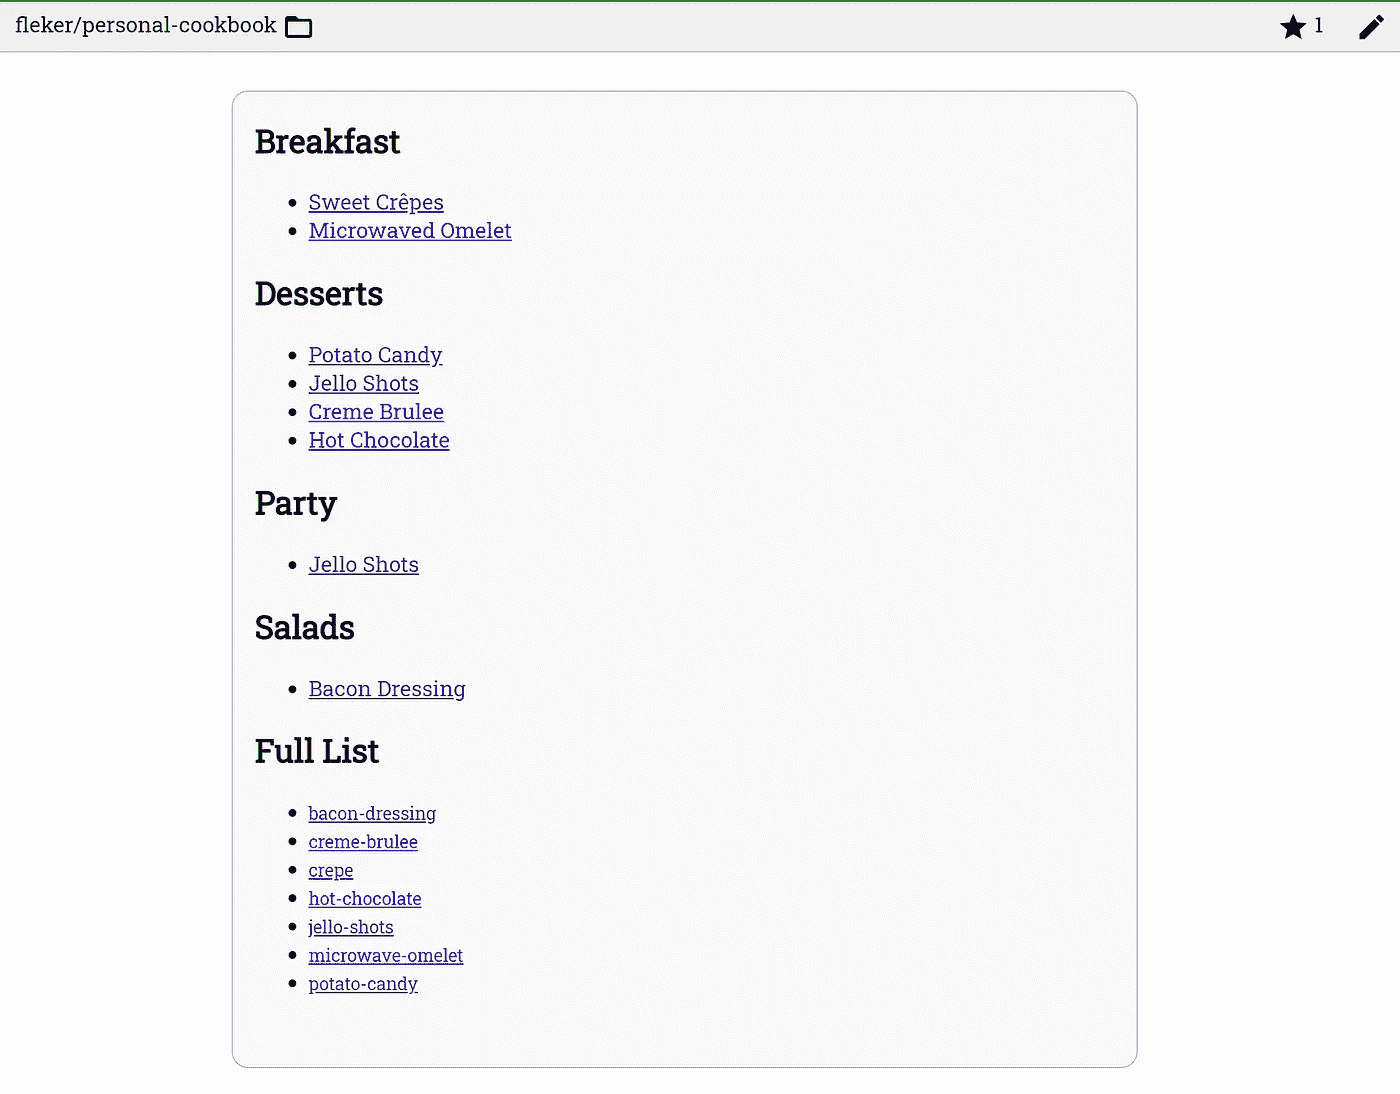 fleker/personal-cookbook
1
Breakfast
Sweet Crêpes
Microwaved Omelet
Desserts
Potato Candy
Jello Shots
Creme Brulee
Hot Chocolate
Party
Jello Shots
Salads
Bacon Dressing
Full List
bacon-dressing
creme-brulee
crepe
hot-chocolate
jello-shots
microwave-omelet
potato-candy